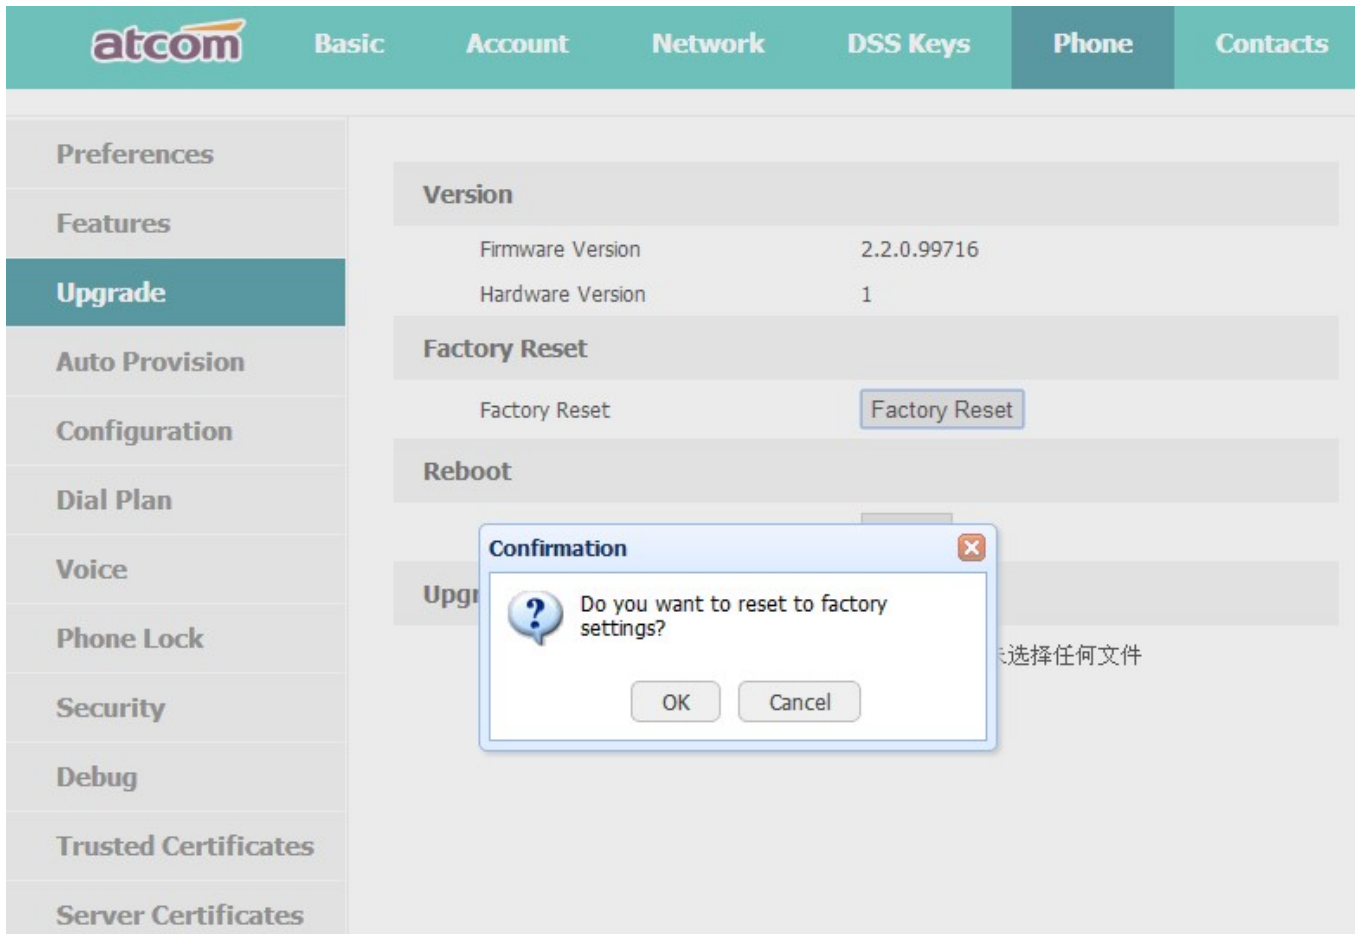 atcom Basic Account Network DSS Keys Phone Contacts
Preferences
Features
Upgrade
Auto Provision
Configuration
Dial Plan
Voice
Phone Lock
Security
Debug
Trusted Certificates
Server Certificates
Version
Firmware Version 2.2.0.99716
Hardware Version 1
Factory Reset
Factory Reset Factory Reset
Reboot
Upgr
选择任何文件
Confirmation
Do you want to reset to factory
settings?
OK Cancel